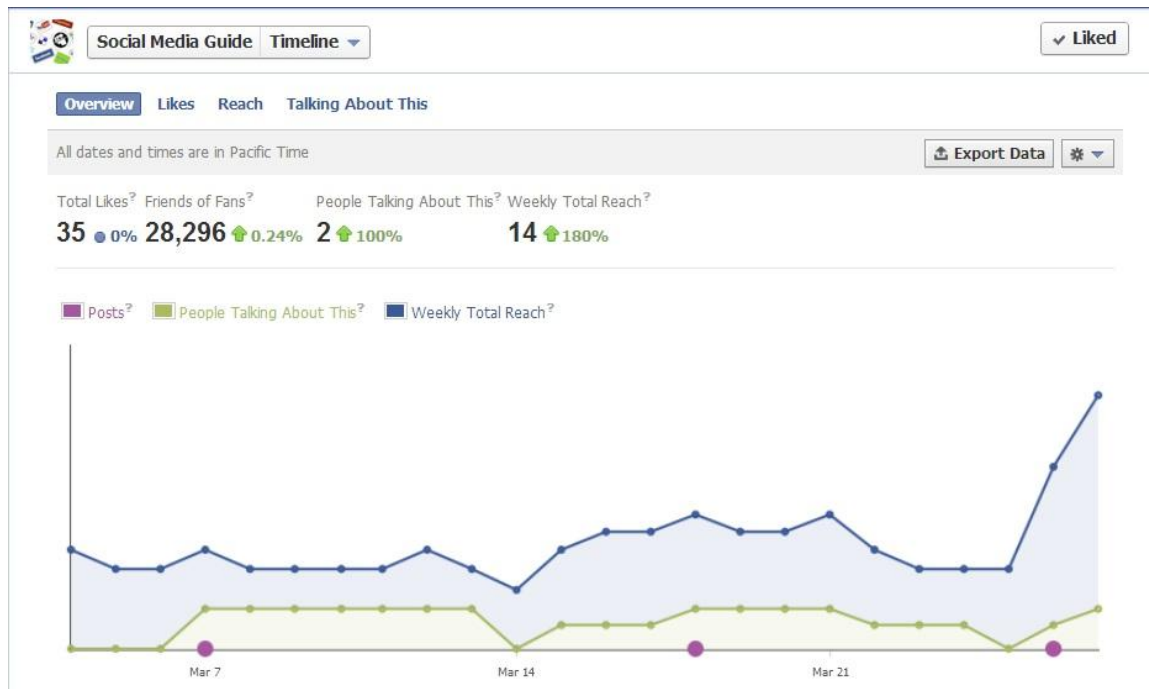 Social Media Guide Timeline
Liked
Overview Likes Reach Talking About This
All dates and times are in Pacific Time
Export Data
Total Likes? Friends of Fans? People Talking About This? Weekly Total Reach?
35 0% 28,296 0.24% 2 100% 14 180%
Posts? People Talking About This? Weekly Total Reach?
Mar 7 Mar 14 Mar 21